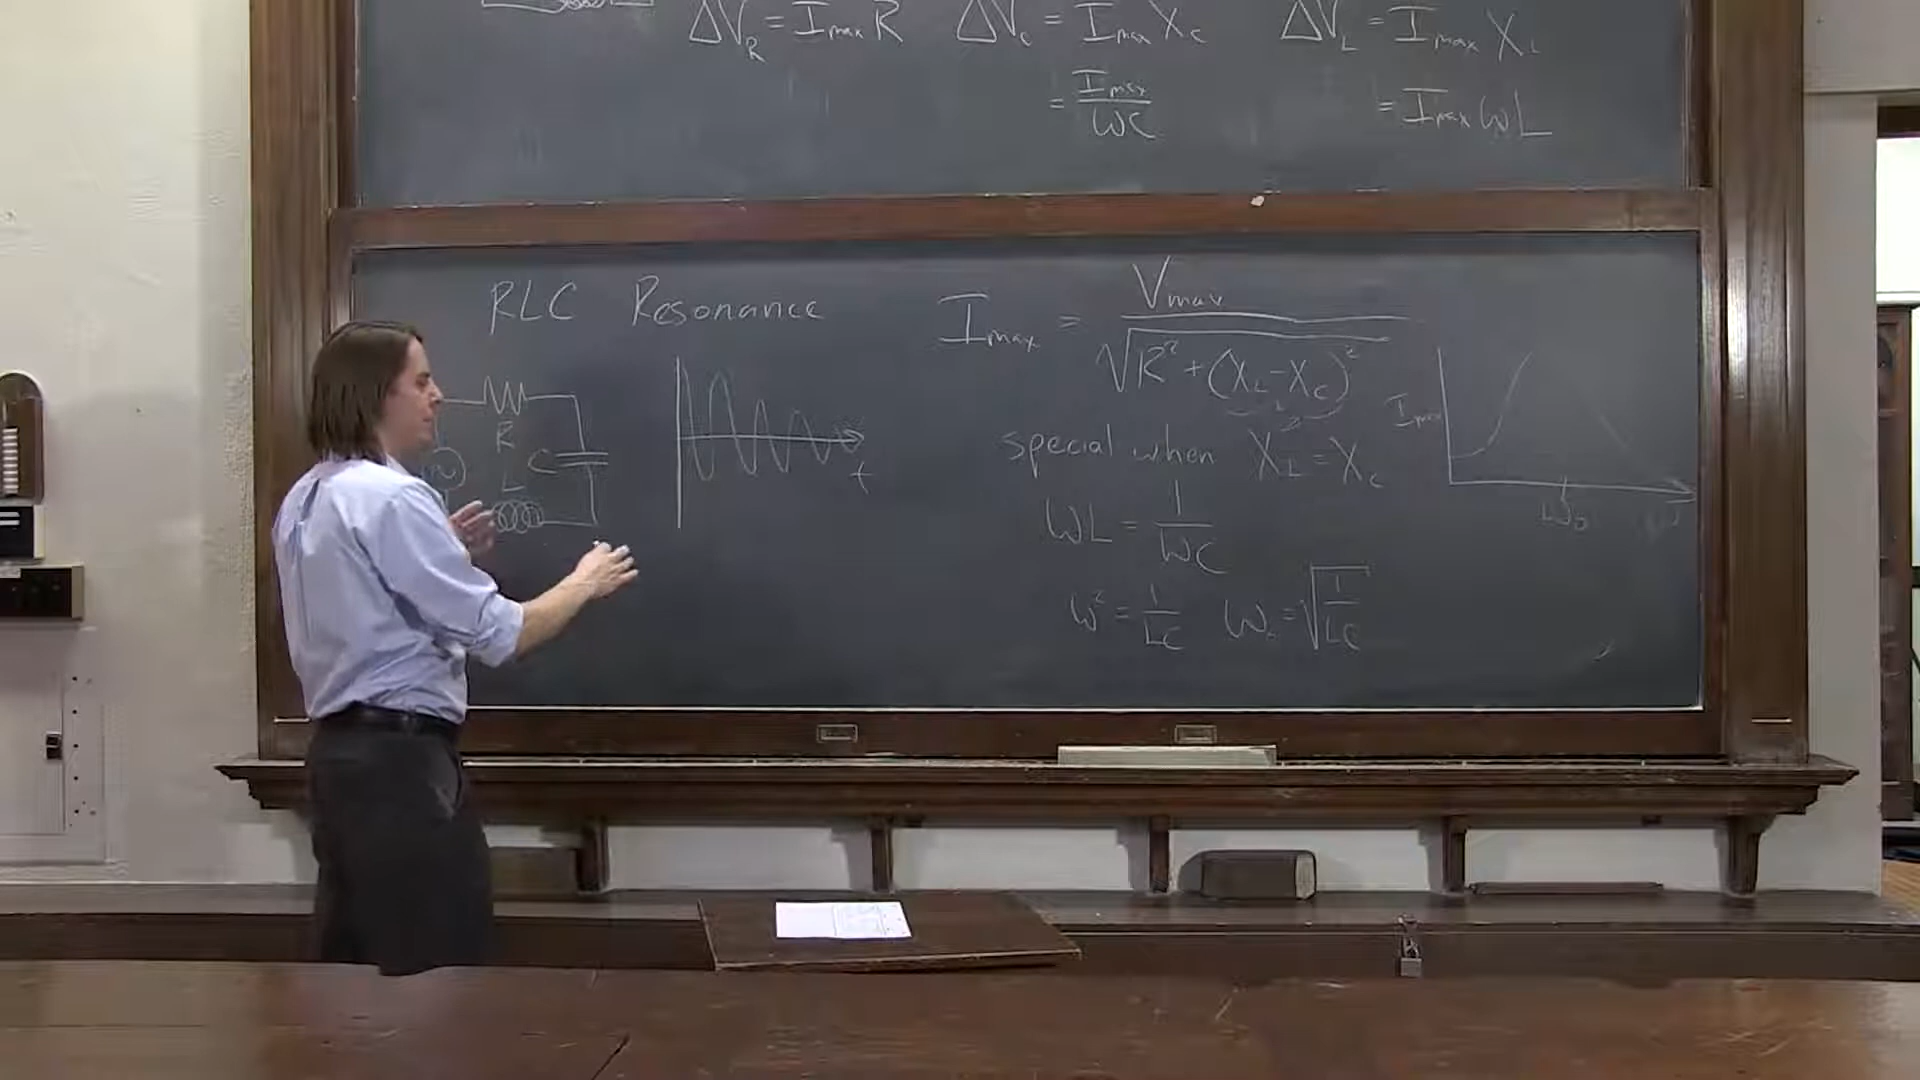 ΔV_R = I_max R   ΔV_C = I_max X_C   ΔV_L = I_max X_L
= I_max / ωC   = I_max ωL
RLC Resonance
I_max = V_max / √(R² + (X_L - X_C)²)
R
L
C
t
special when X_L = X_C
ωL = 1 / ωC
ω² = 1 / LC   ω₀ = √(1 / LC)
I_max
ω₀
ω